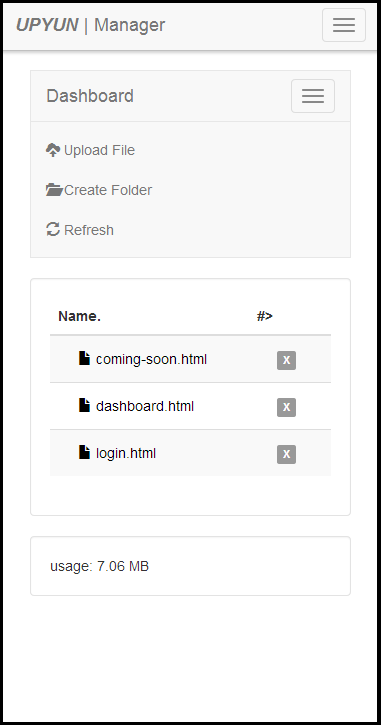 UPYUN | Manager
Dashboard
Upload File
Create Folder
Refresh
Name. #>
coming-soon.html X
dashboard.html X
login.html X
usage: 7.06 MB